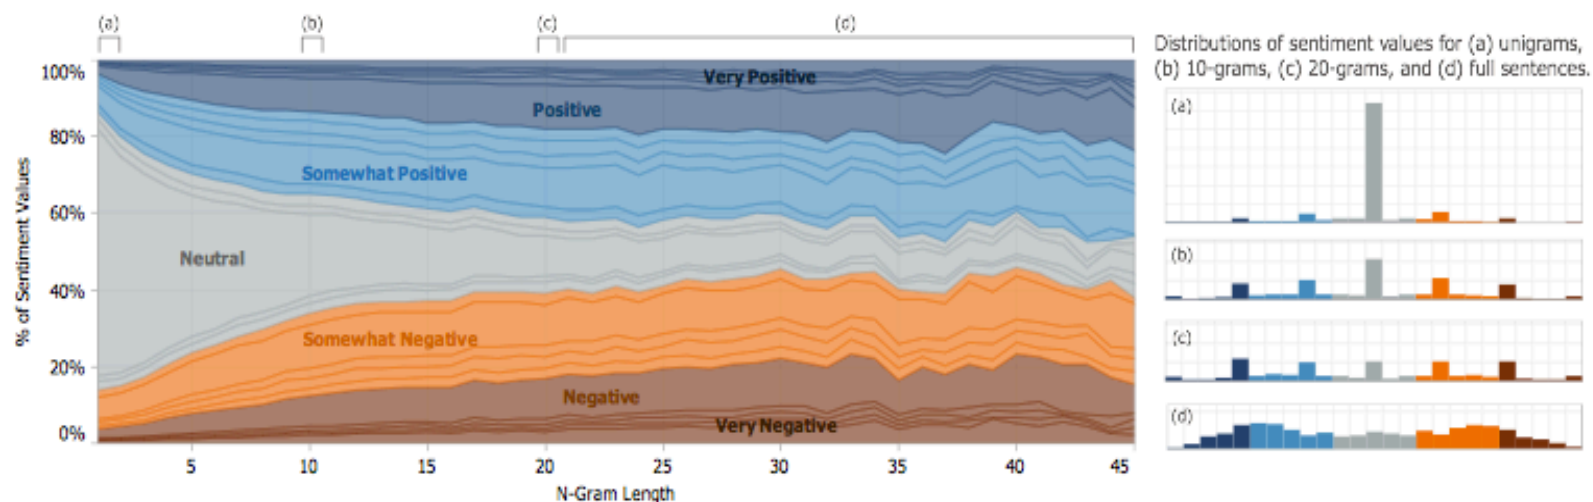 (a)
(b)
(c)
(d)
Distributions of sentiment values for (a) unigrams,
(b) 10-grams, (c) 20-grams, and (d) full sentences.
100%
80%
60%
40%
20%
0%
% of Sentiment Values
Very Positive
Positive
Somewhat Positive
Neutral
Somewhat Negative
Negative
Very Negative
5
10
15
20
25
30
35
40
45
N-Gram Length
(a)
(b)
(c)
(d)